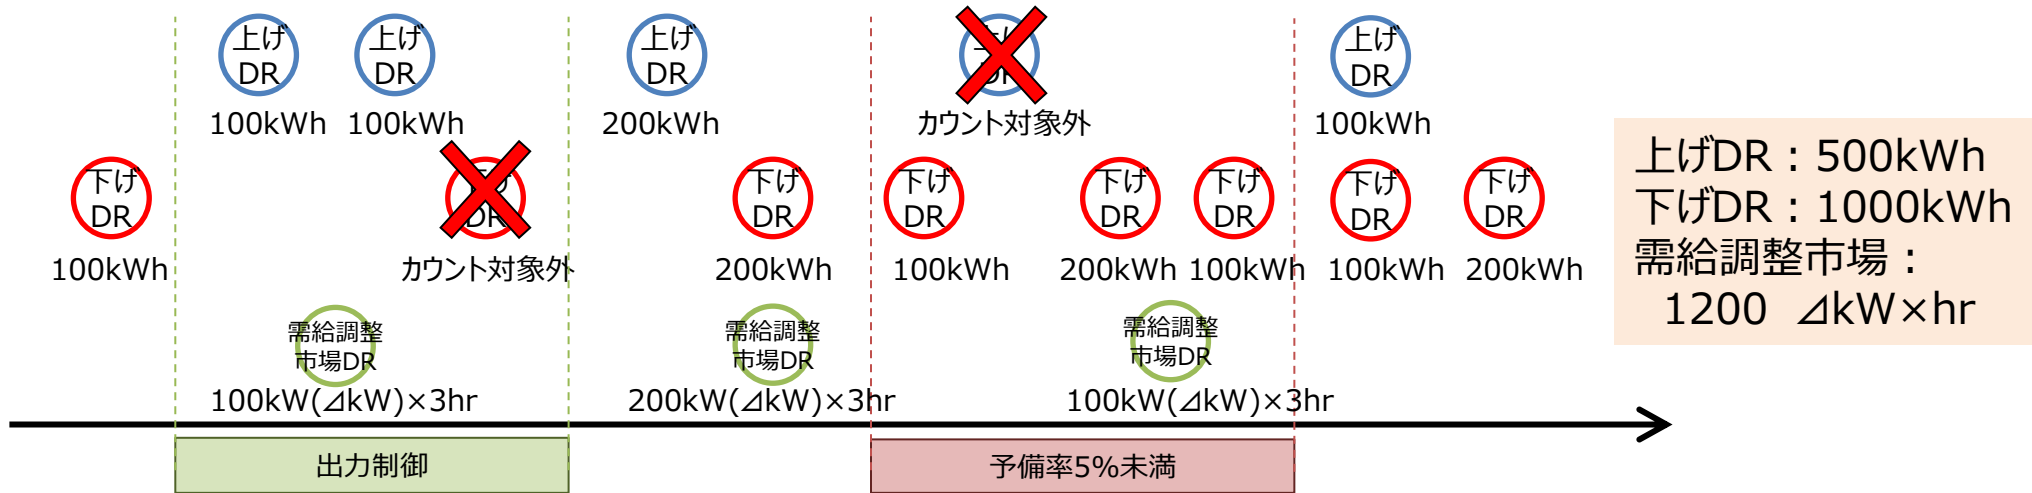 上げ
DR
上げ
DR
上げ
DR
上げ
DR
上げ
DR
100kWh
100kWh
200kWh
カウント対象外
100kWh
下げ
DR
下げ
DR
下げ
DR
下げ
DR
下げ
DR
下げ
DR
下げ
DR
下げ
DR
100kWh
カウント対象外
200kWh
100kWh
200kWh
100kWh
100kWh
200kWh
需給調整
市場DR
需給調整
市場DR
需給調整
市場DR
100kW(⊿kW)×3hr
200kW(⊿kW)×3hr
100kW(⊿kW)×3hr
出力制御
予備率5%未満
上げDR：500kWh
下げDR：1000kWh
需給調整市場：
1200 ⊿kW×hr